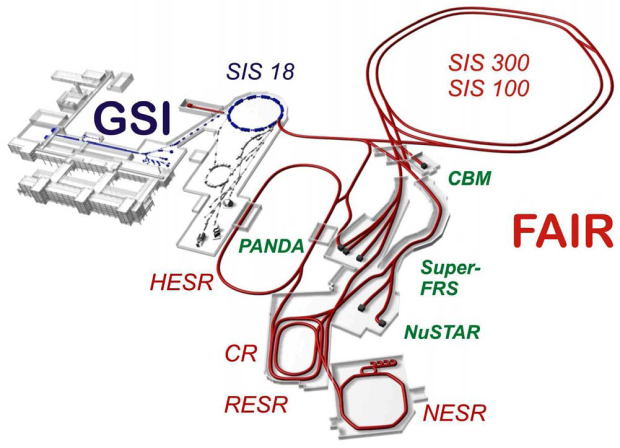 SIS 18
SIS 300
SIS 100
GSI
CBM
FAIR
PANDA
HESR
Super-
FRS
NuSTAR
CR
RESR
NESR